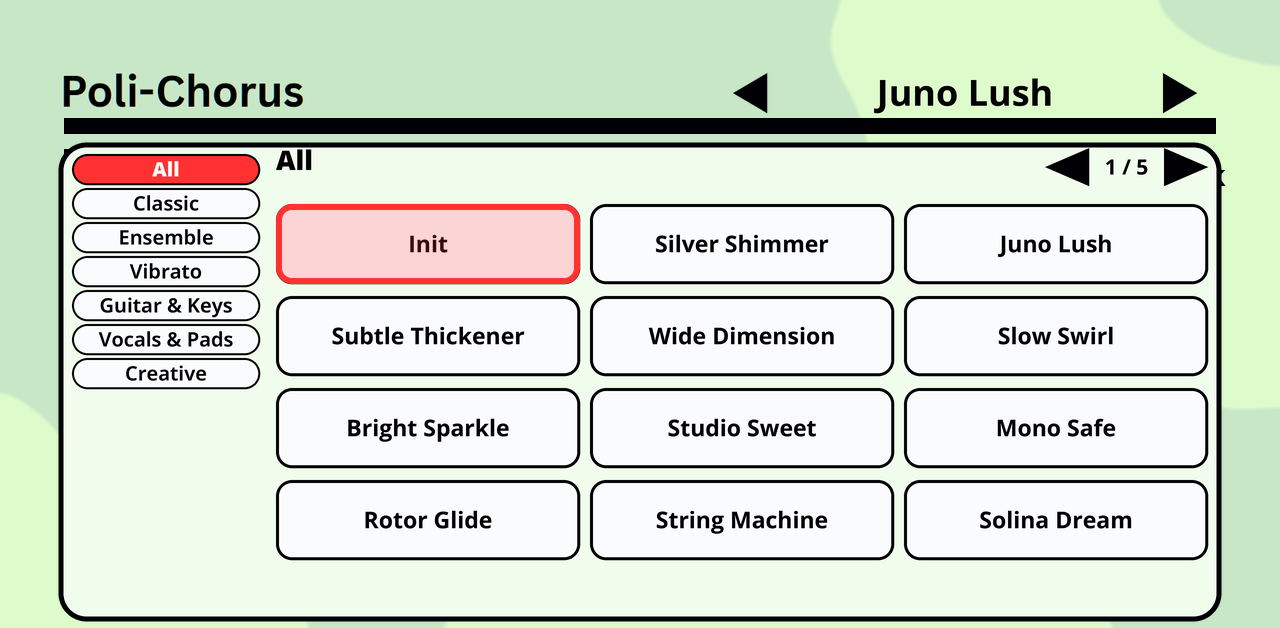 Poli-Chorus
Juno Lush
All
Classic
Ensemble
Vibrato
Guitar & Keys
Vocals & Pads
Creative
All
1 / 5
Init
Silver Shimmer
Juno Lush
Subtle Thickener
Wide Dimension
Slow Swirl
Bright Sparkle
Studio Sweet
Mono Safe
Rotor Glide
String Machine
Solina Dream